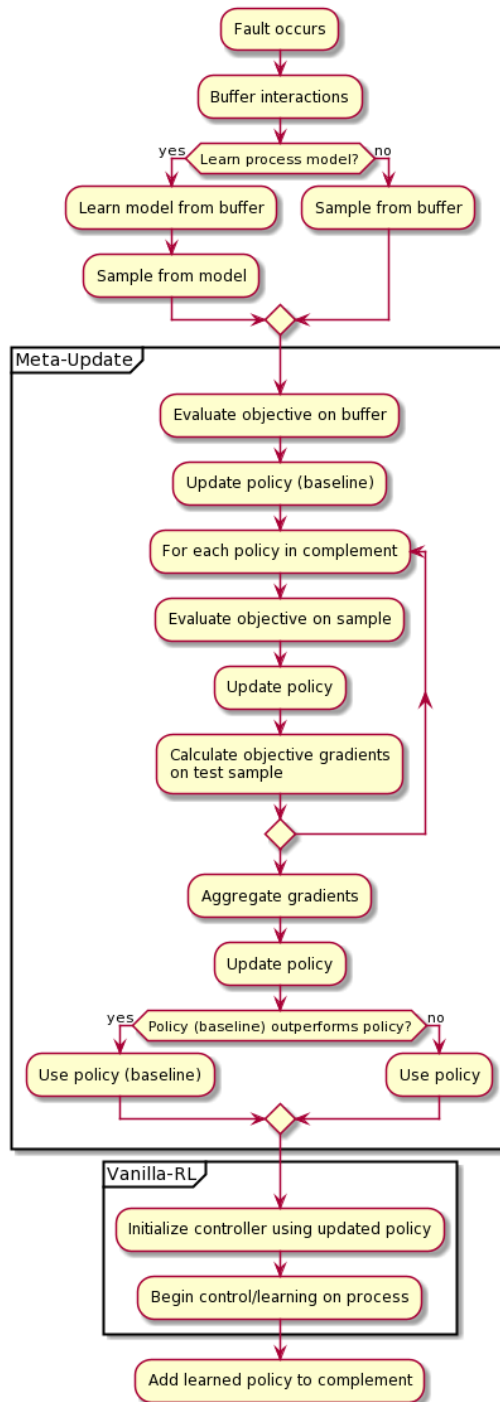 Fault occurs
Buffer interactions
yes
Learn process model?
no
Learn model from buffer
Sample from buffer
Sample from model
Meta-Update
Evaluate objective on buffer
Update policy (baseline)
For each policy in complement
Evaluate objective on sample
Update policy
Calculate objective gradients
on test sample
Aggregate gradients
Update policy
yes
Policy (baseline) outperforms policy?
no
Use policy (baseline)
Use policy
Vanilla-RL
Initialize controller using updated policy
Begin control/learning on process
Add learned policy to complement